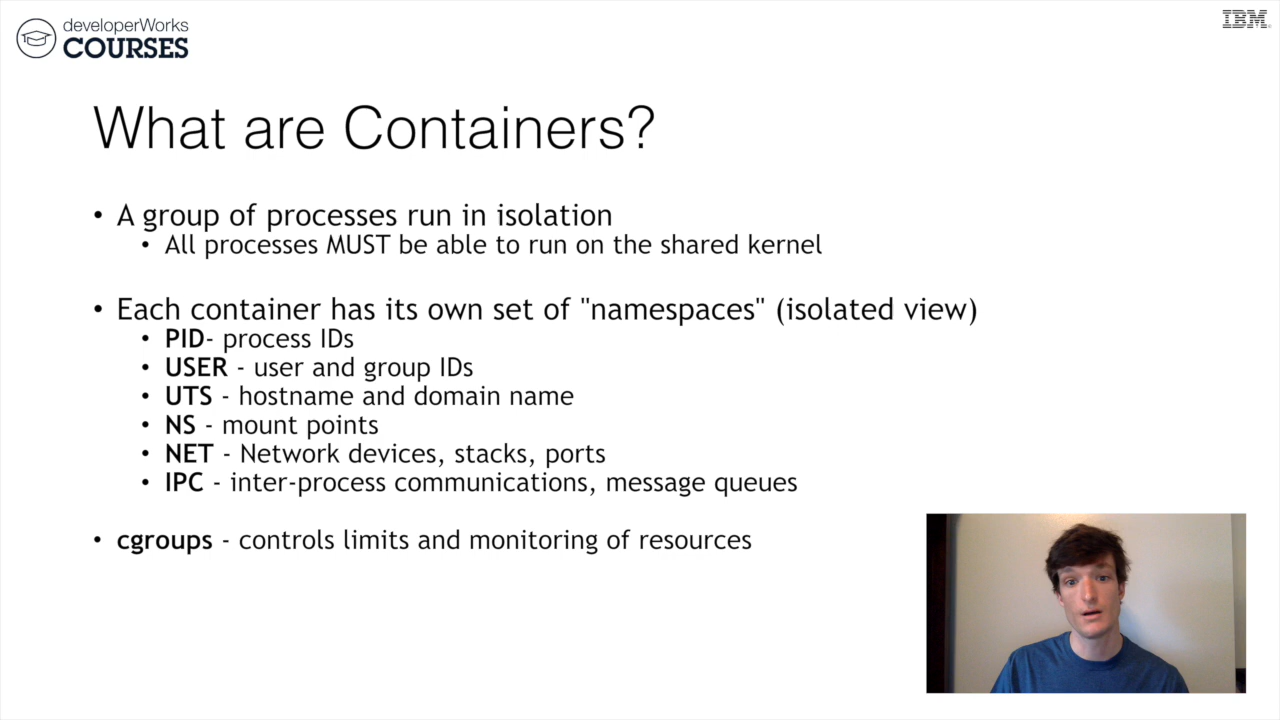 developerWorks
COURSES
IBM
What are Containers?
• A group of processes run in isolation
• All processes MUST be able to run on the shared kernel
• Each container has its own set of "namespaces" (isolated view)
• PID- process IDs
• USER - user and group IDs
• UTS - hostname and domain name
• NS - mount points
• NET - Network devices, stacks, ports
• IPC - inter-process communications, message queues
• cgroups - controls limits and monitoring of resources